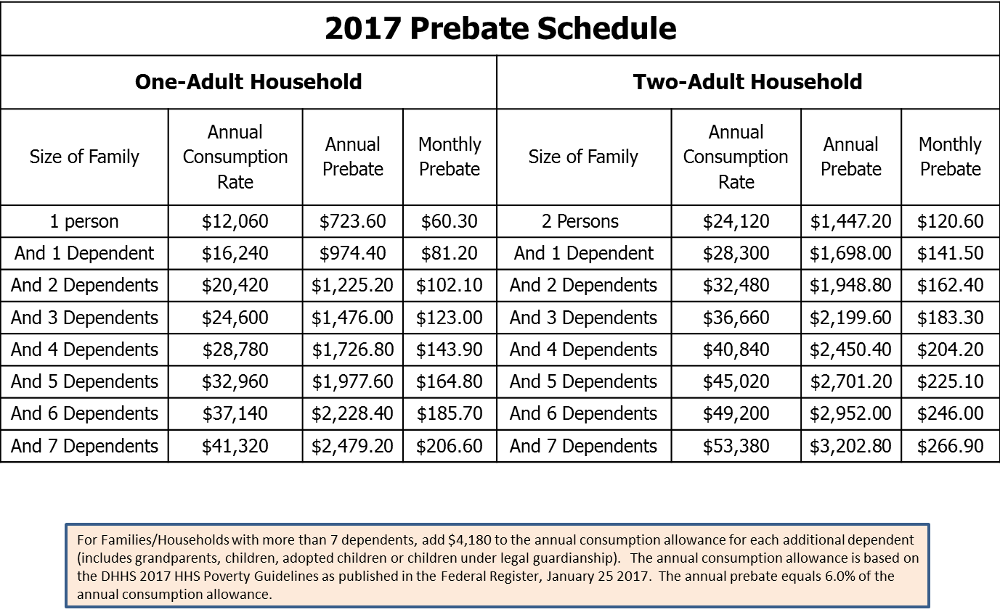 2017 Prebate Schedule
One-Adult Household Two-Adult Household
Size of Family Annual Consumption Rate Annual Prebate Monthly Prebate Size of Family Annual Consumption Rate Annual Prebate Monthly Prebate
1 person $12,060 $723.60 $60.30 2 Persons $24,120 $1,447.20 $120.60
And 1 Dependent $16,240 $974.40 $81.20 And 1 Dependent $28,300 $1,698.00 $141.50
And 2 Dependents $20,420 $1,225.20 $102.10 And 2 Dependents $32,480 $1,948.80 $162.40
And 3 Dependents $24,600 $1,476.00 $123.00 And 3 Dependents $36,660 $2,199.60 $183.30
And 4 Dependents $28,780 $1,726.80 $143.90 And 4 Dependents $40,840 $2,450.40 $204.20
And 5 Dependents $32,960 $1,977.60 $164.80 And 5 Dependents $45,020 $2,701.20 $225.10
And 6 Dependents $37,140 $2,228.40 $185.70 And 6 Dependents $49,200 $2,952.00 $246.00
And 7 Dependents $41,320 $2,479.20 $206.60 And 7 Dependents $53,380 $3,202.80 $266.90
For Families/Households with more than 7 dependents, add $4,180 to the annual consumption allowance for each additional dependent
(includes grandparents, children, adopted children or children under legal guardianship). The annual consumption allowance is based on
the DHHS 2017 HHS Poverty Guidelines as published in the Federal Register, January 25 2017. The annual prebate equals 6.0% of the
annual consumption allowance.